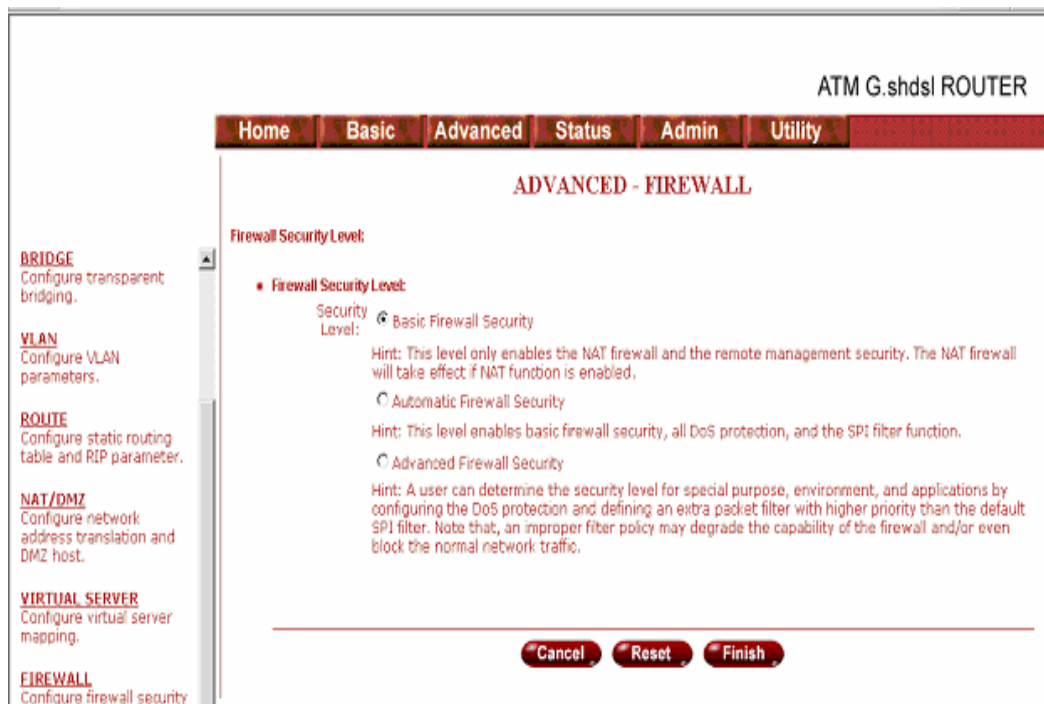 ATM G.shdsl ROUTER
Home Basic Advanced Status Admin Utility
ADVANCED - FIREWALL
BRIDGE
Configure transparent
bridging.
VLAN
Configure VLAN
parameters.
ROUTE
Configure static routing
table and RIP parameter.
NAT/DMZ
Configure network
address translation and
DMZ host.
VIRTUAL SERVER
Configure virtual server
mapping.
FIREWALL
Configure firewall security
Firewall Security Level:
Firewall Security Level:
Security
Level:
Basic Firewall Security
Hint: This level only enables the NAT firewall and the remote management security. The NAT firewall
will take effect if NAT function is enabled.
Automatic Firewall Security
Hint: This level enables basic firewall security, all DoS protection, and the SPI filter function.
Advanced Firewall Security
Hint: A user can determine the security level for special purpose, environment, and applications by
configuring the DoS protection and defining an extra packet filter with higher priority than the default
SPI filter. Note that, an improper filter policy may degrade the capability of the firewall and/or even
block the normal network traffic.
Cancel Reset Finish